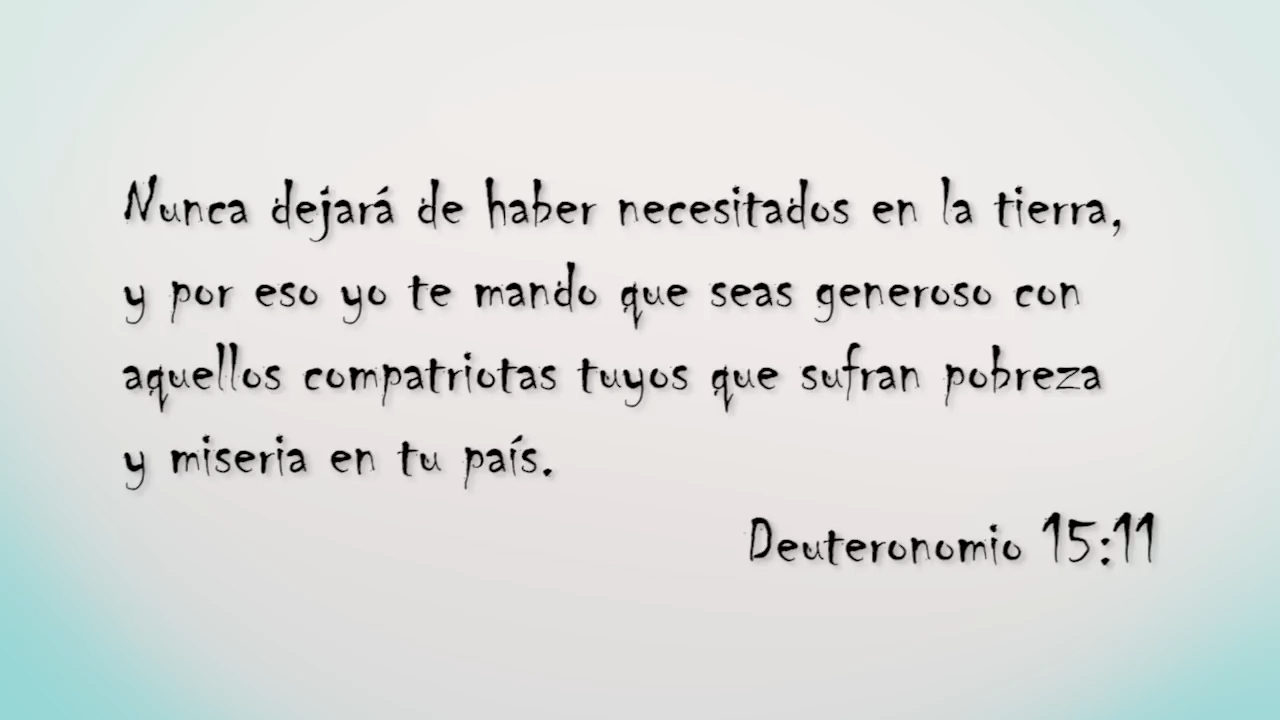 Nunca dejará de haber necesitados en la tierra,
y por eso yo te mando que seas generoso con
aquellos compatriotas tuyos que sufran pobreza
y miseria en tu país.
Deuteronomio 15:11